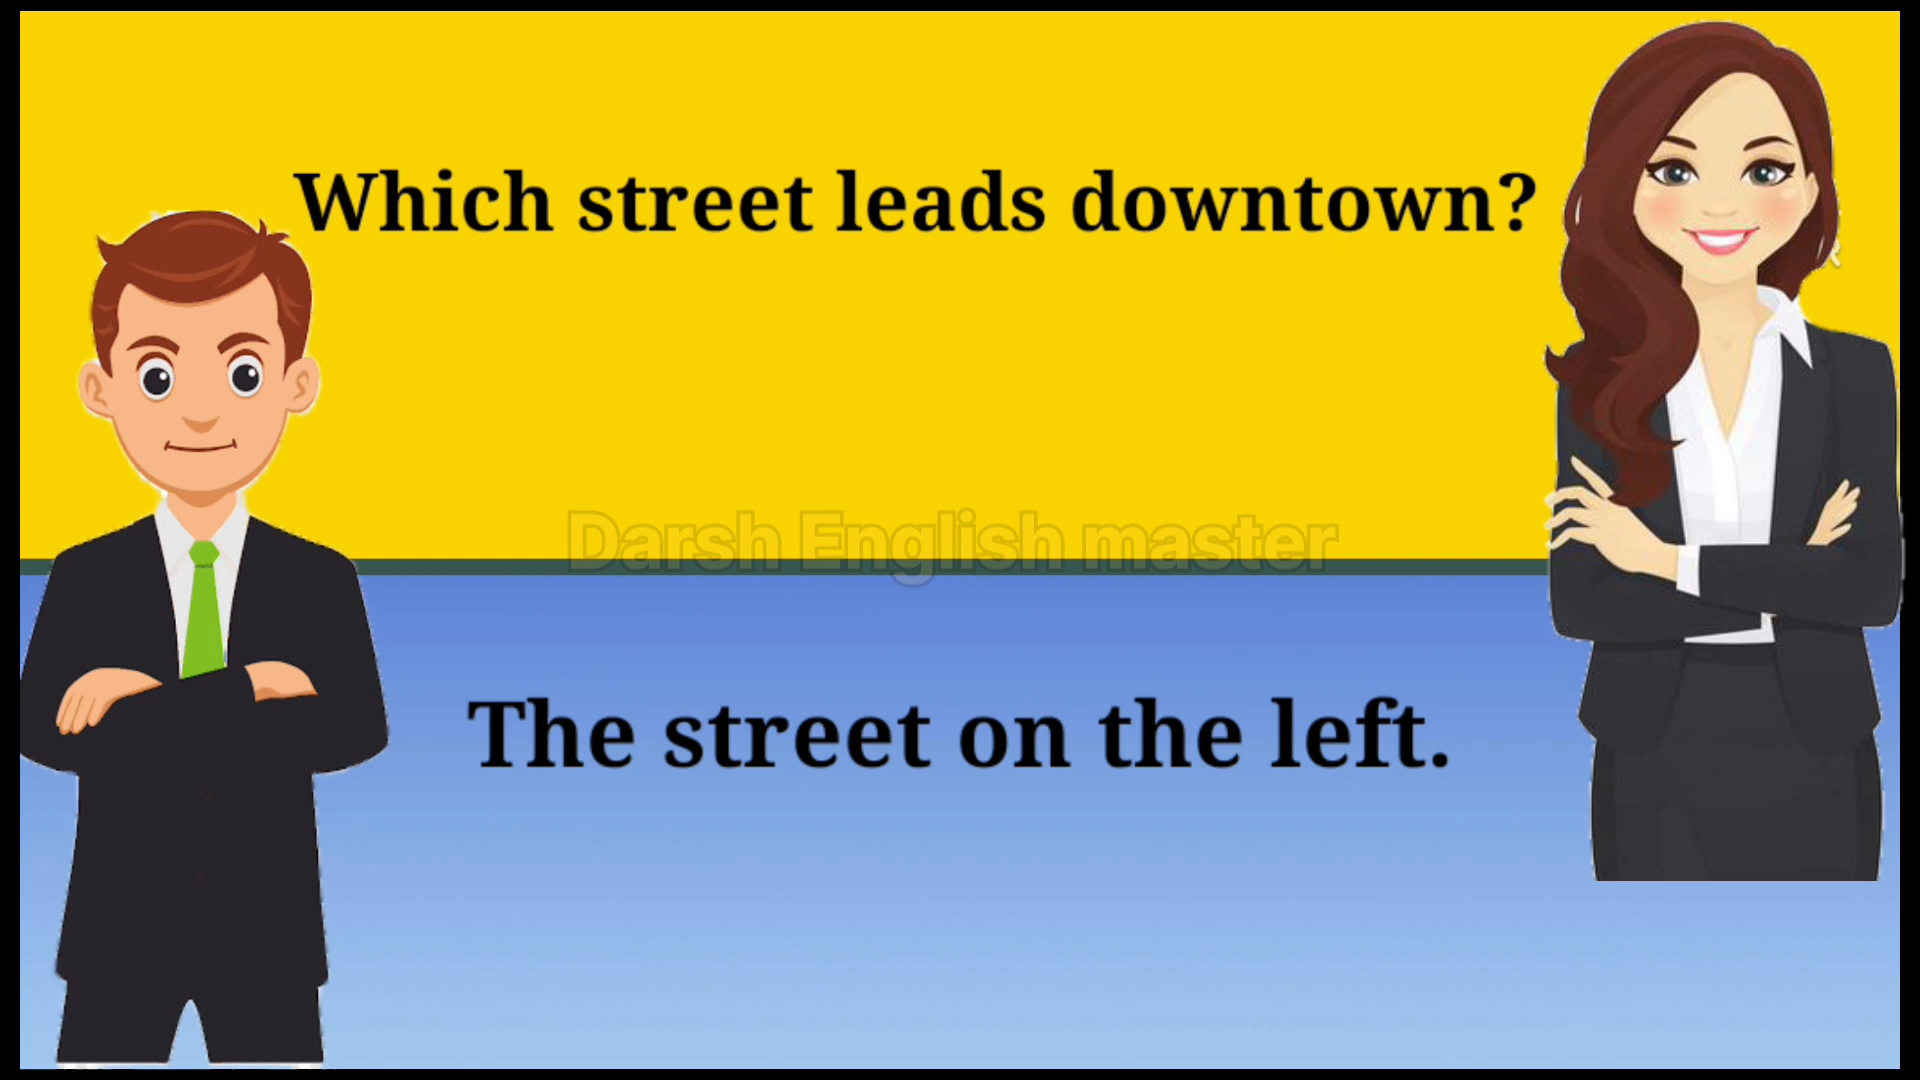 Which street leads downtown?
Darsh English master
The street on the left.